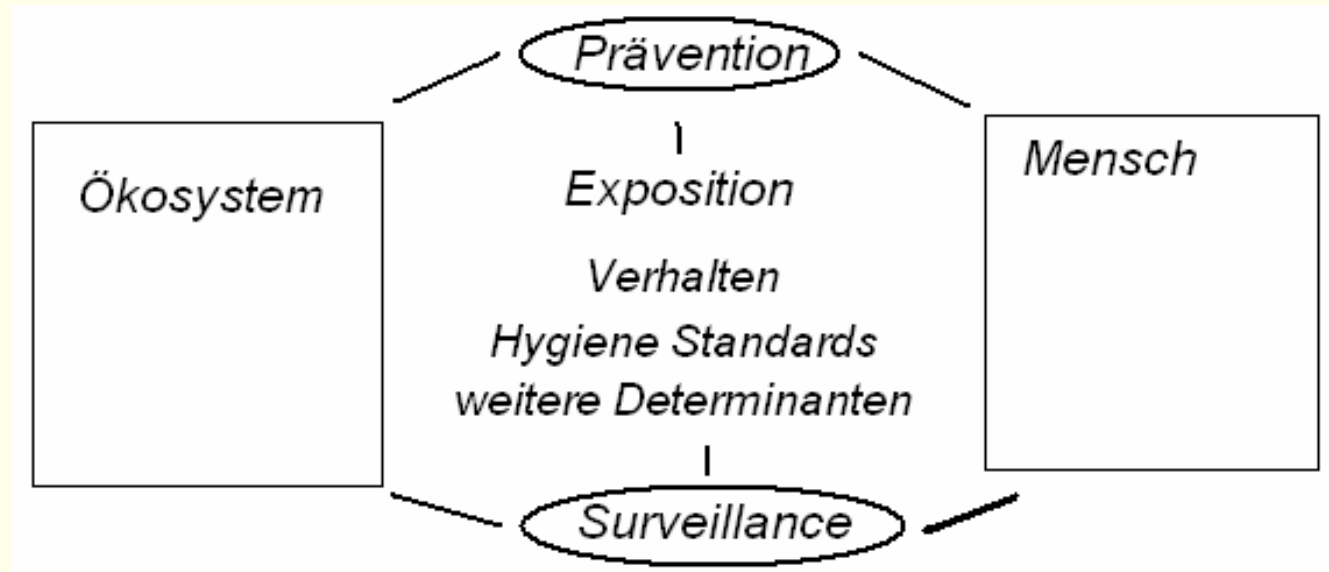 Prävention
Ökosystem
Exposition
Verhalten
Hygiene Standards
weitere Determinanten
Mensch
Surveillance